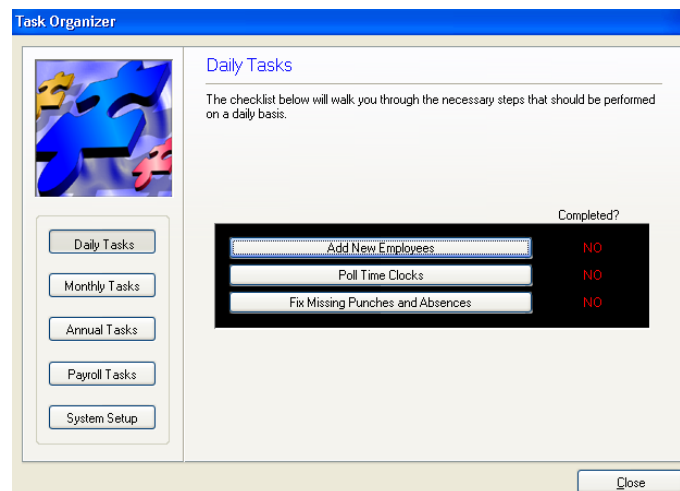 Task Organizer
Daily Tasks
The checklist below will walk you through the necessary steps that should be performed
on a daily basis.
Completed?
Daily Tasks
Monthly Tasks
Annual Tasks
Payroll Tasks
System Setup
Add New Employees NO
Poll Time Clocks NO
Fix Missing Punches and Absences NO
Close